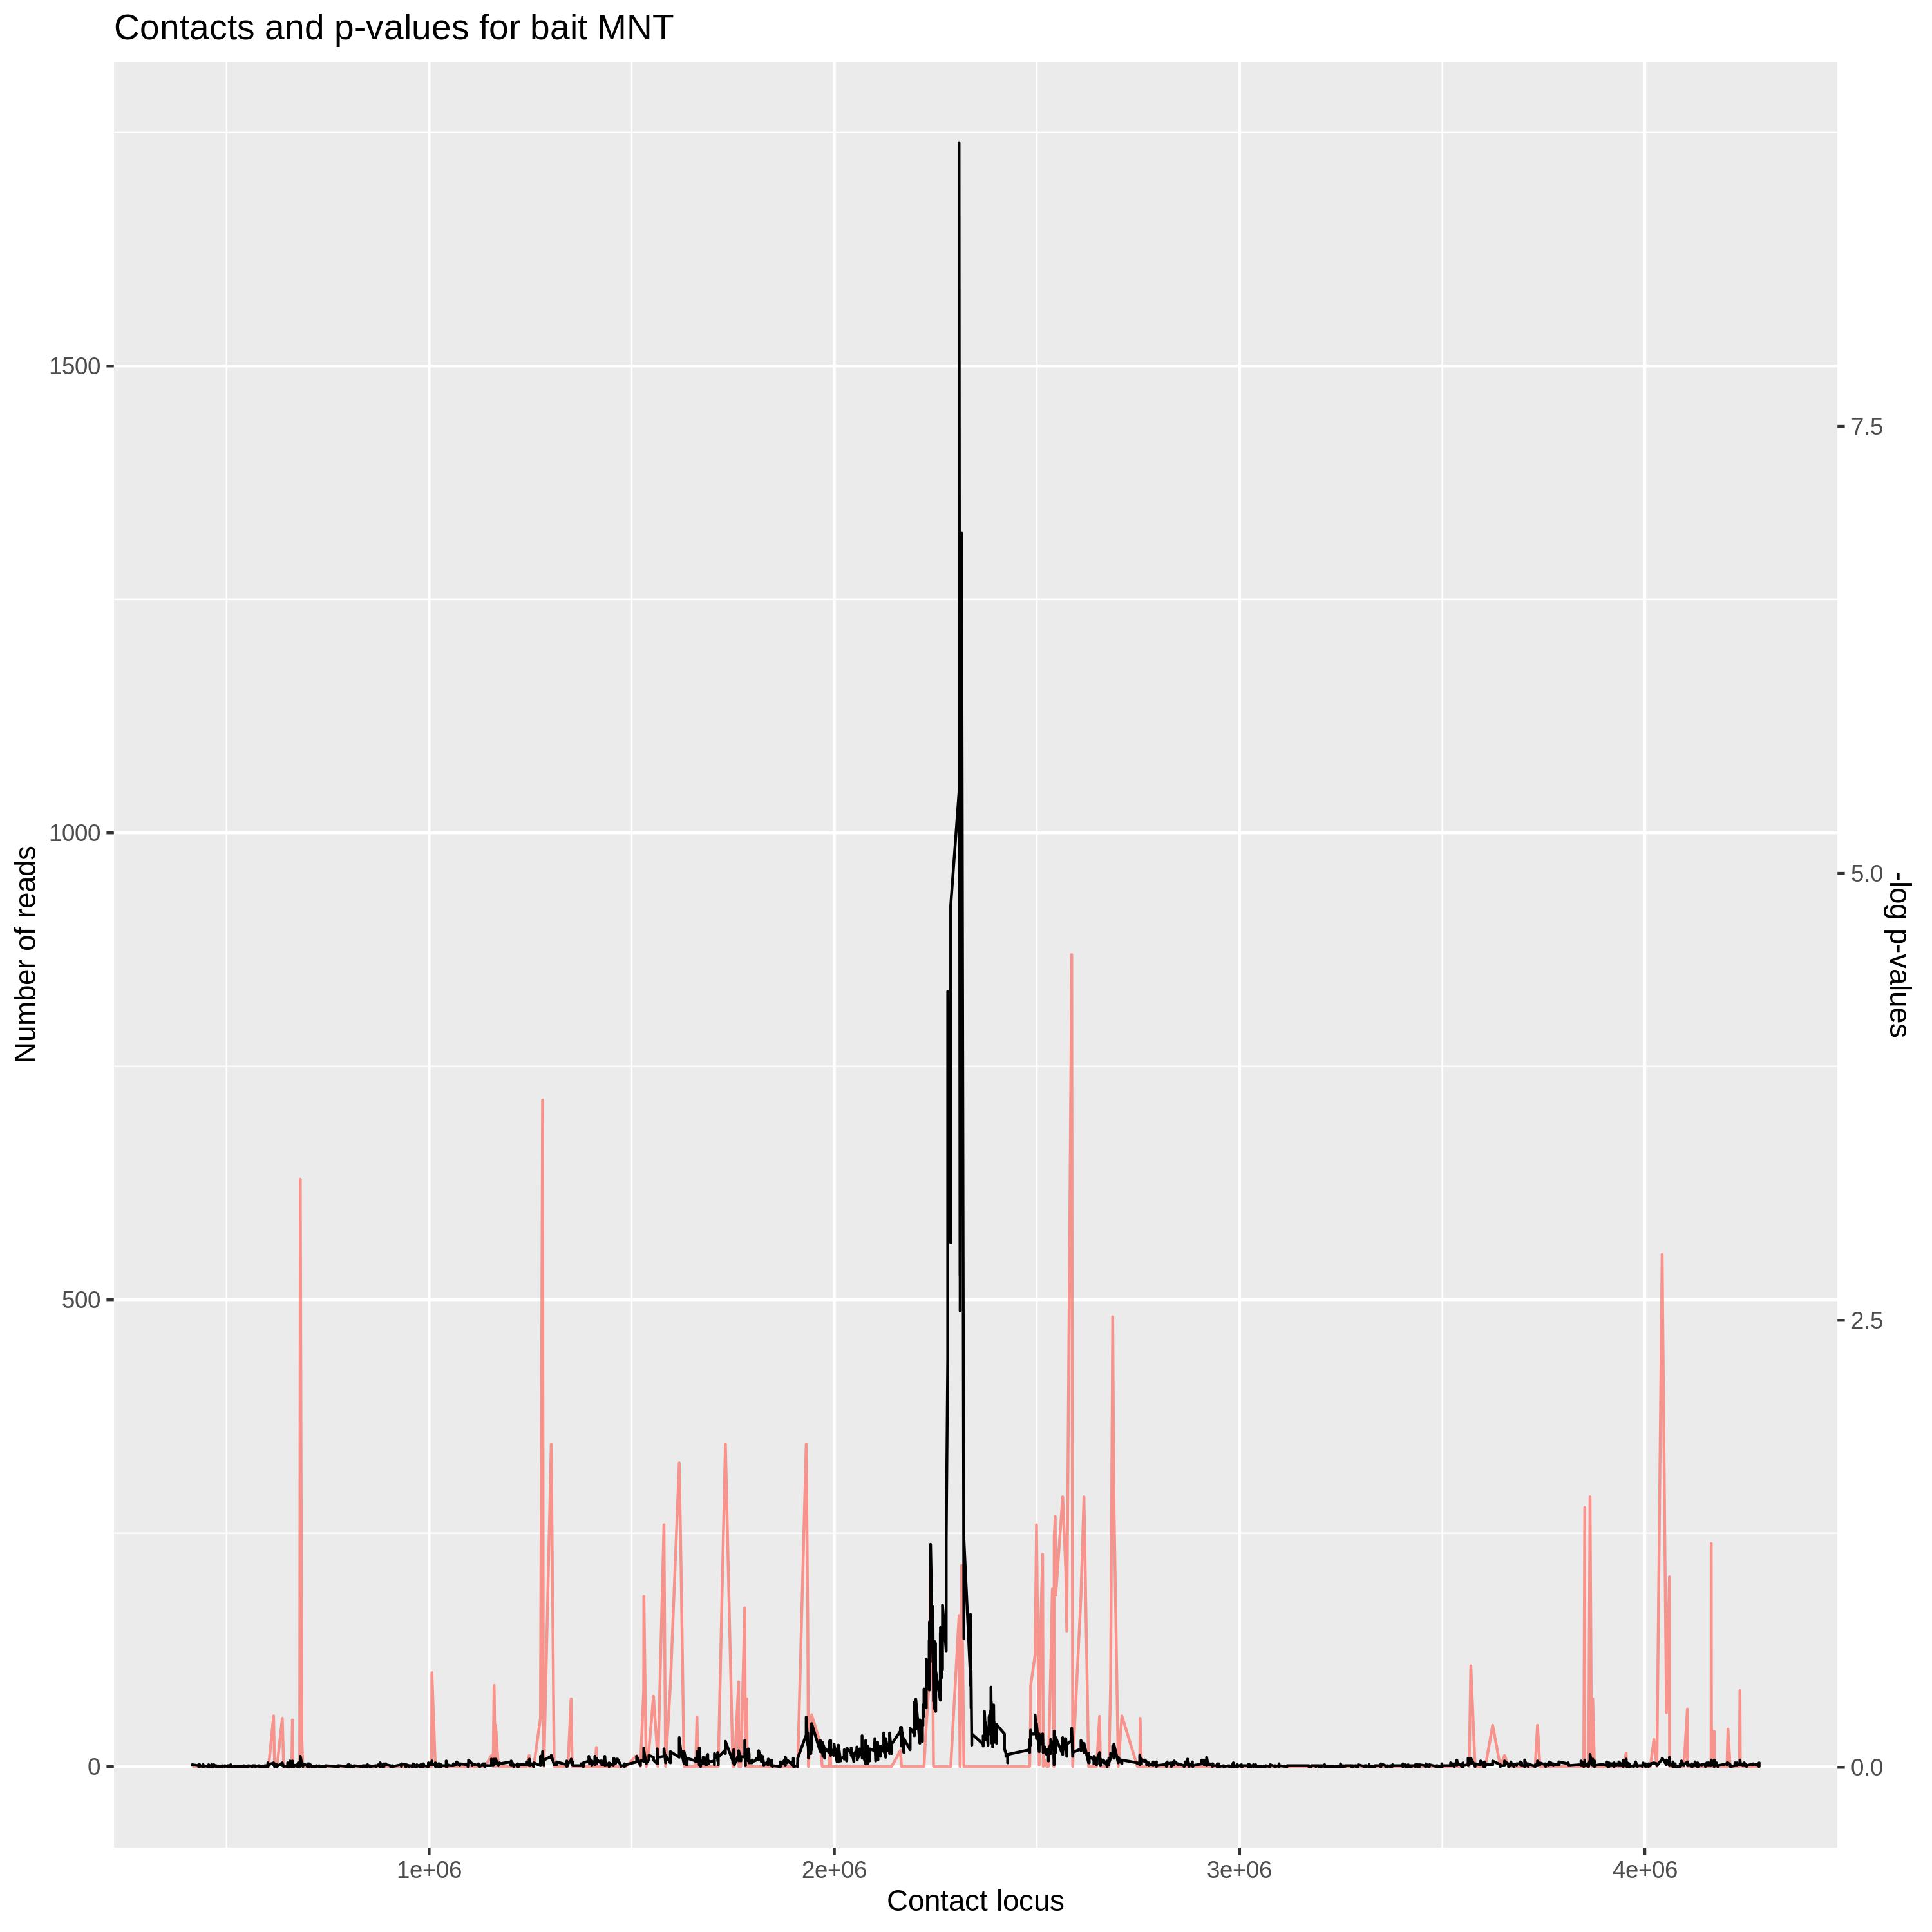 Contacts and p-values for bait MNT
Number of reads
1500
1000
500
0
7.5
5.0
2.5
0.0
-log p-values
1e+06
2e+06
3e+06
4e+06
Contact locus